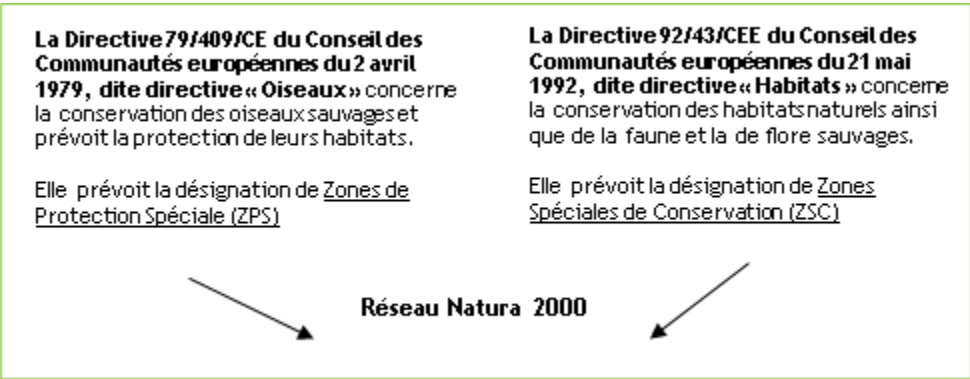 La Directive 79/409/CE du Conseil des
Communautés européennes du 2 avril
1979, dite directive « Oiseaux » concerne
la conservation des oiseaux sauvages et
prévoit la protection de leurs habitats.
Elle prévoit la désignation de Zones de
Protection Spéciale (ZPS)
La Directive 92/43/CEE du Conseil des
Communautés européennes du 21 mai
1992, dite directive « Habitats » concerne
la conservation des habitats naturels ainsi
que de la faune et la de flore sauvages.
Elle prévoit la désignation de Zones
Spéciales de Conservation (ZSC)
Réseau Natura 2000